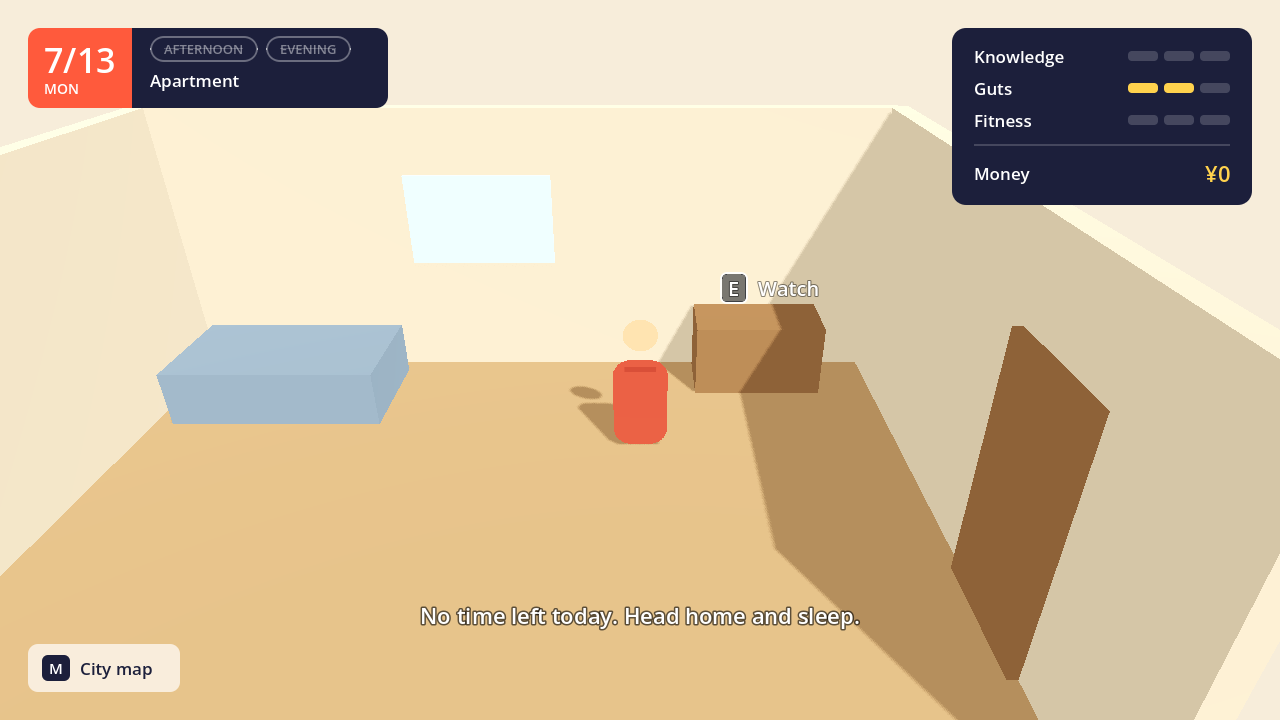 7/13
MON
AFTERNOON
EVENING
Apartment
Knowledge
Guts
Fitness
Money
¥0
E
Watch
No time left today. Head home and sleep.
M
City map